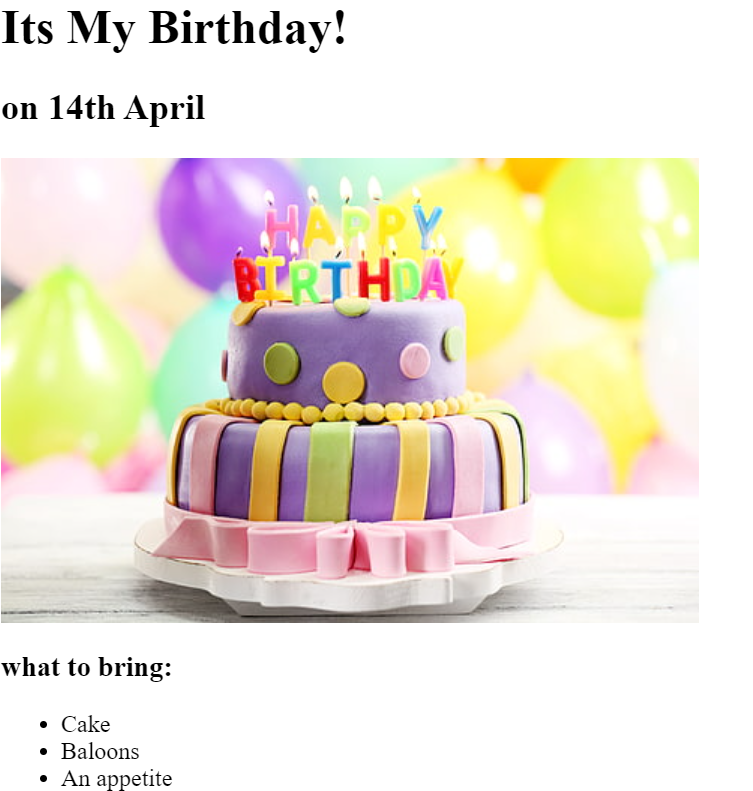 Its My Birthday!
on 14th April
HAPPY
BIRTHDAY
what to bring:
Cake
Baloons
An appetite